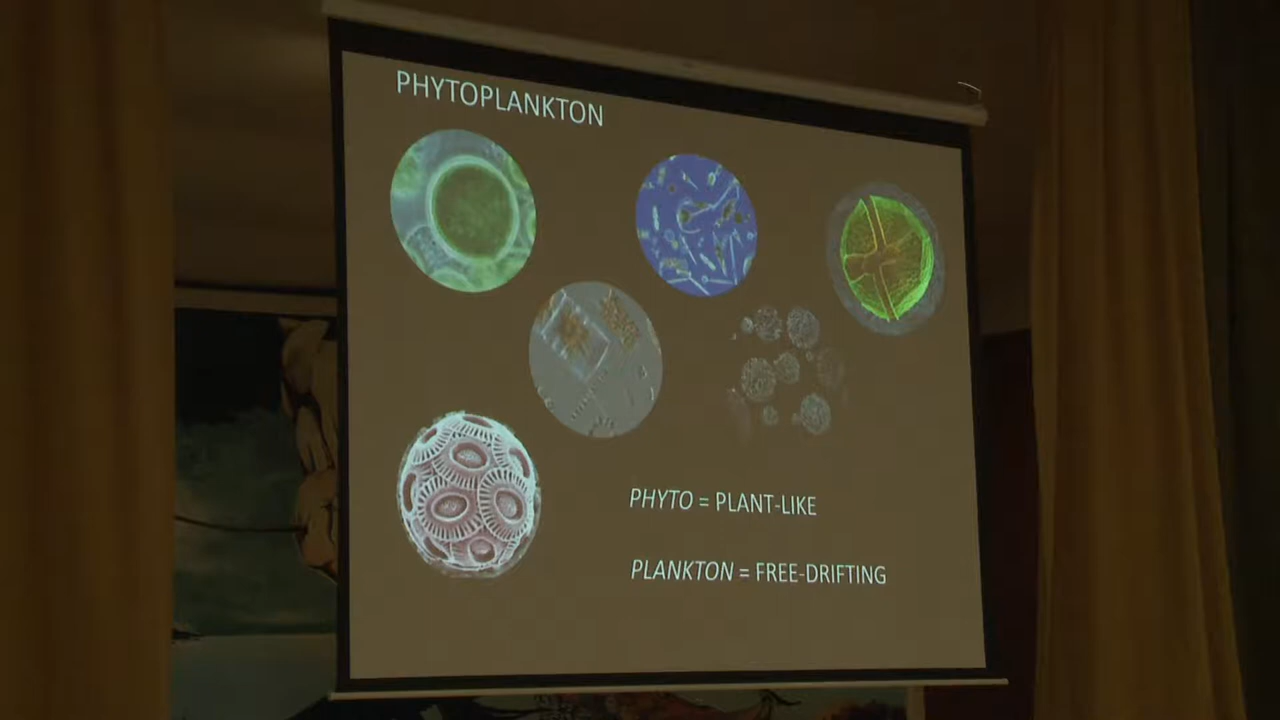 PHYTOPLANKTON
PHYTO = PLANT-LIKE
PLANKTON = FREE-DRIFTING